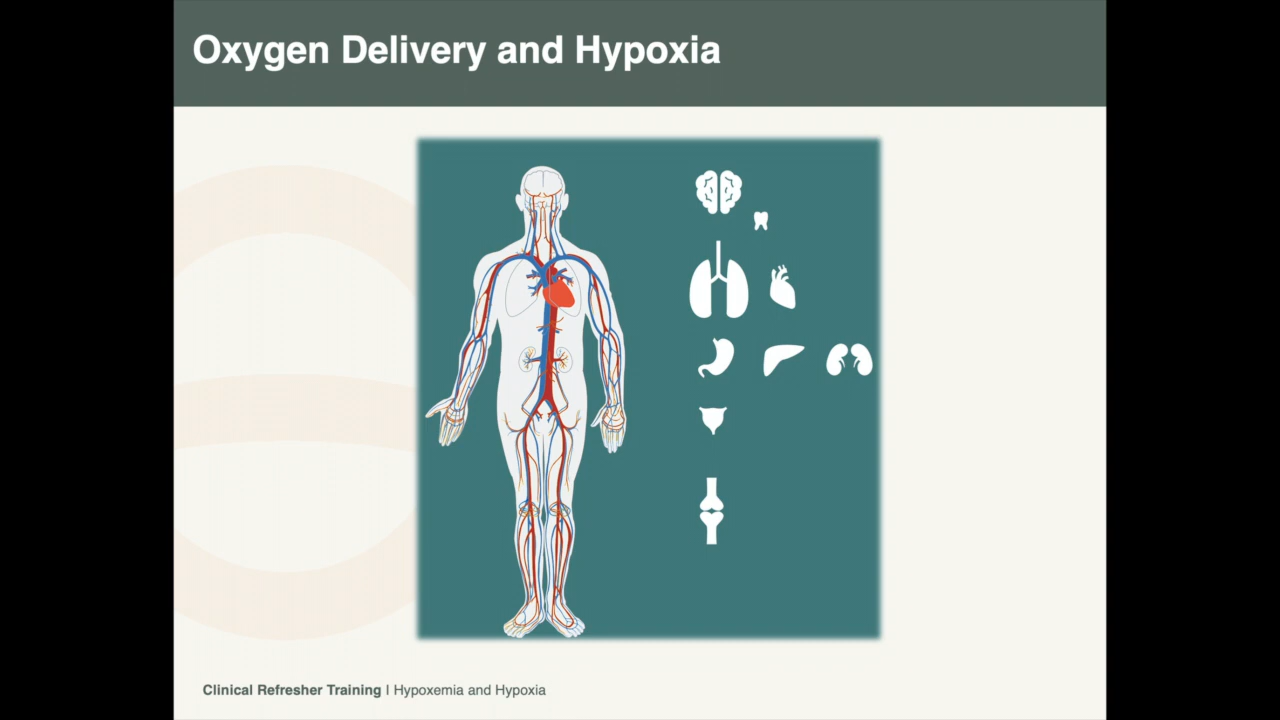 Oxygen Delivery and Hypoxia
Clinical Refresher Training I Hypoxemia and Hypoxia